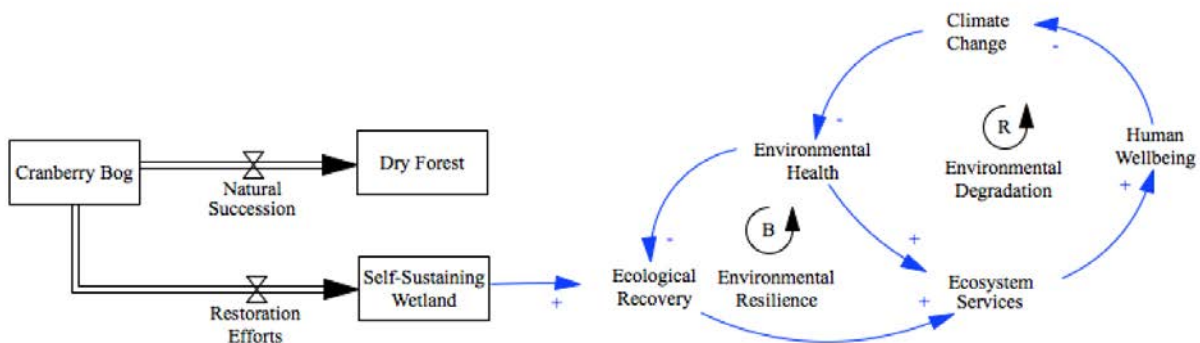 Cranberry Bog
Natural
Succession
Dry Forest
Restoration
Efforts
Self-Sustaining
Wetland
+
Ecological
Recovery
-
Environmental
Health
-
B
Environmental
Resilience
+
+
Ecosystem
Services
+
Human
Wellbeing
-
Climate
Change
R
Environmental
Degradation